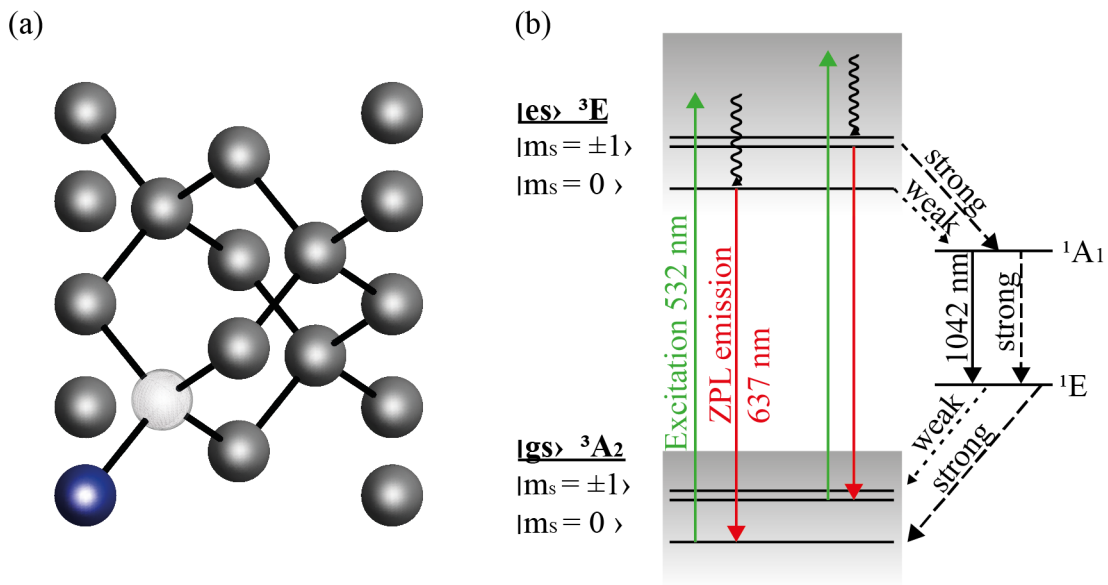 (a)
(b)
|es⟩ ³E
|mₛ = ±1⟩
|mₛ = 0 ⟩
Excitation 532 nm
ZPL emission
637 nm
strong
weak
¹A₁
1042 nm
strong
¹E
weak
strong
|gs⟩ ³A₂
|mₛ = ±1⟩
|mₛ = 0 ⟩